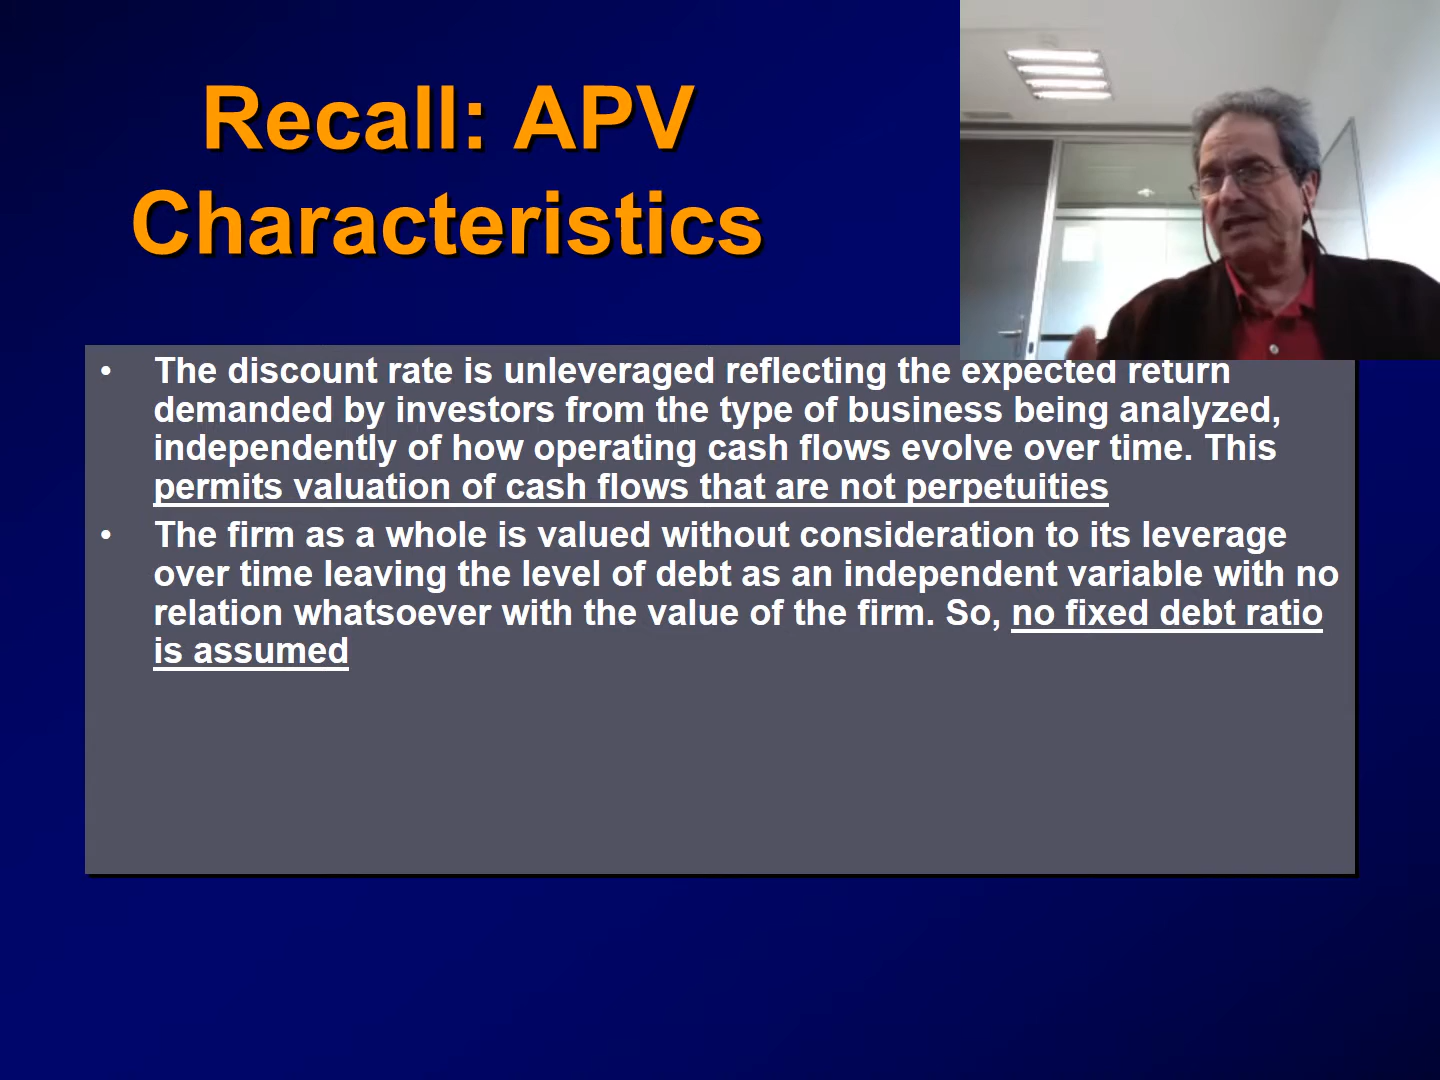 Recall: APV
Characteristics
• The discount rate is unleveraged reflecting the expected return
demanded by investors from the type of business being analyzed,
independently of how operating cash flows evolve over time. This
permits valuation of cash flows that are not perpetuities
• The firm as a whole is valued without consideration to its leverage
over time leaving the level of debt as an independent variable with no
relation whatsoever with the value of the firm. So, no fixed debt ratio
is assumed